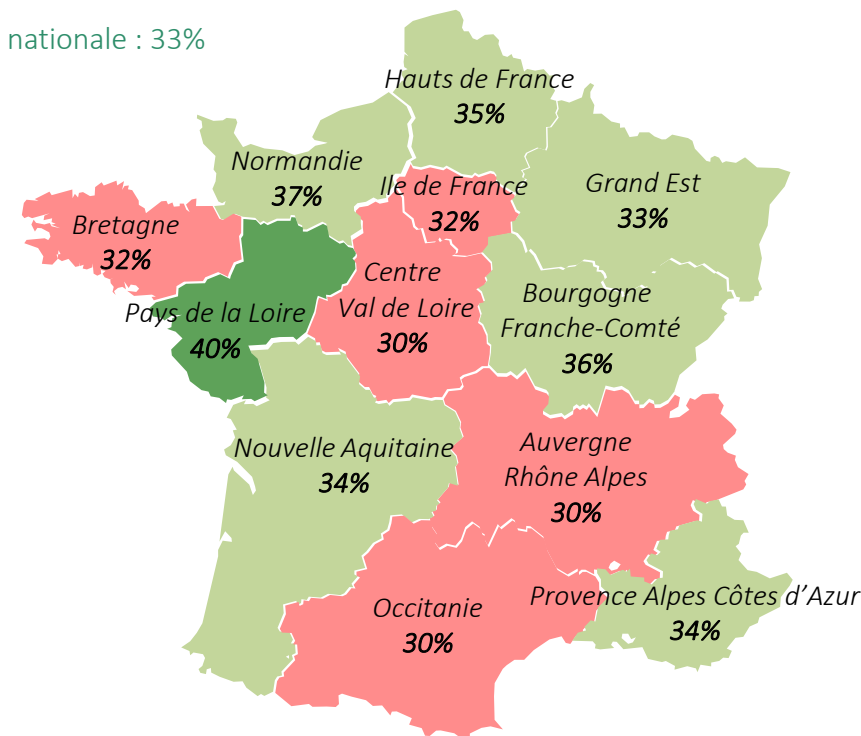 nationale : 33%
Hauts de France
35%
Normandie
37%
Ile de France
32%
Grand Est
33%
Bretagne
32%
Centre
Val de Loire
30%
Pays de la Loire
40%
Bourgogne
Franche-Comté
36%
Nouvelle Aquitaine
34%
Auvergne
Rhône Alpes
30%
Occitanie
30%
Provence Alpes Côtes d’Azur
34%